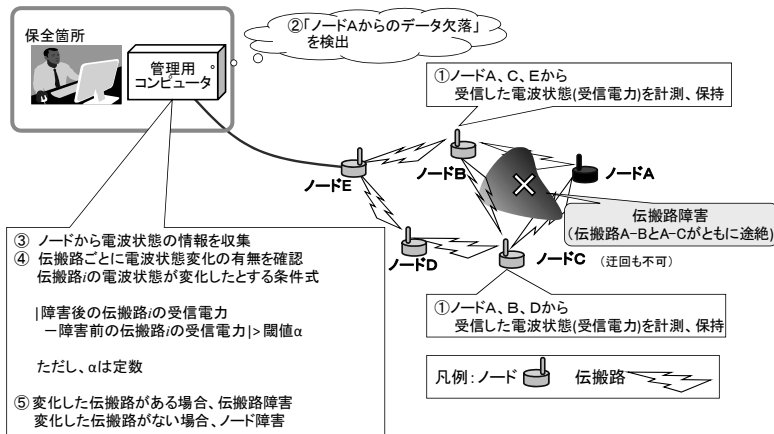 保全箇所
管理用
コンピュータ
②「ノードAからのデータ欠落」
を検出
①ノードA、C、Eから
受信した電波状態(受信電力)を計測、保持
ノードE
ノードB
ノードA
伝搬路障害
(伝搬路A-BとA-Cがともに途絶)
ノードD
ノードC
(迂回も不可)
③ ノードから電波状態の情報を収集
④ 伝搬路ごとに電波状態変化の有無を確認
伝搬路iの電波状態が変化したとする条件式
|障害後の伝搬路iの受信電力
-障害前の伝搬路iの受信電力|>閾値α
ただし、αは定数
⑤ 変化した伝搬路がある場合、伝搬路障害
変化した伝搬路がない場合、ノード障害
①ノードA、B、Dから
受信した電波状態(受信電力)を計測、保持
凡例:ノード 伝搬路